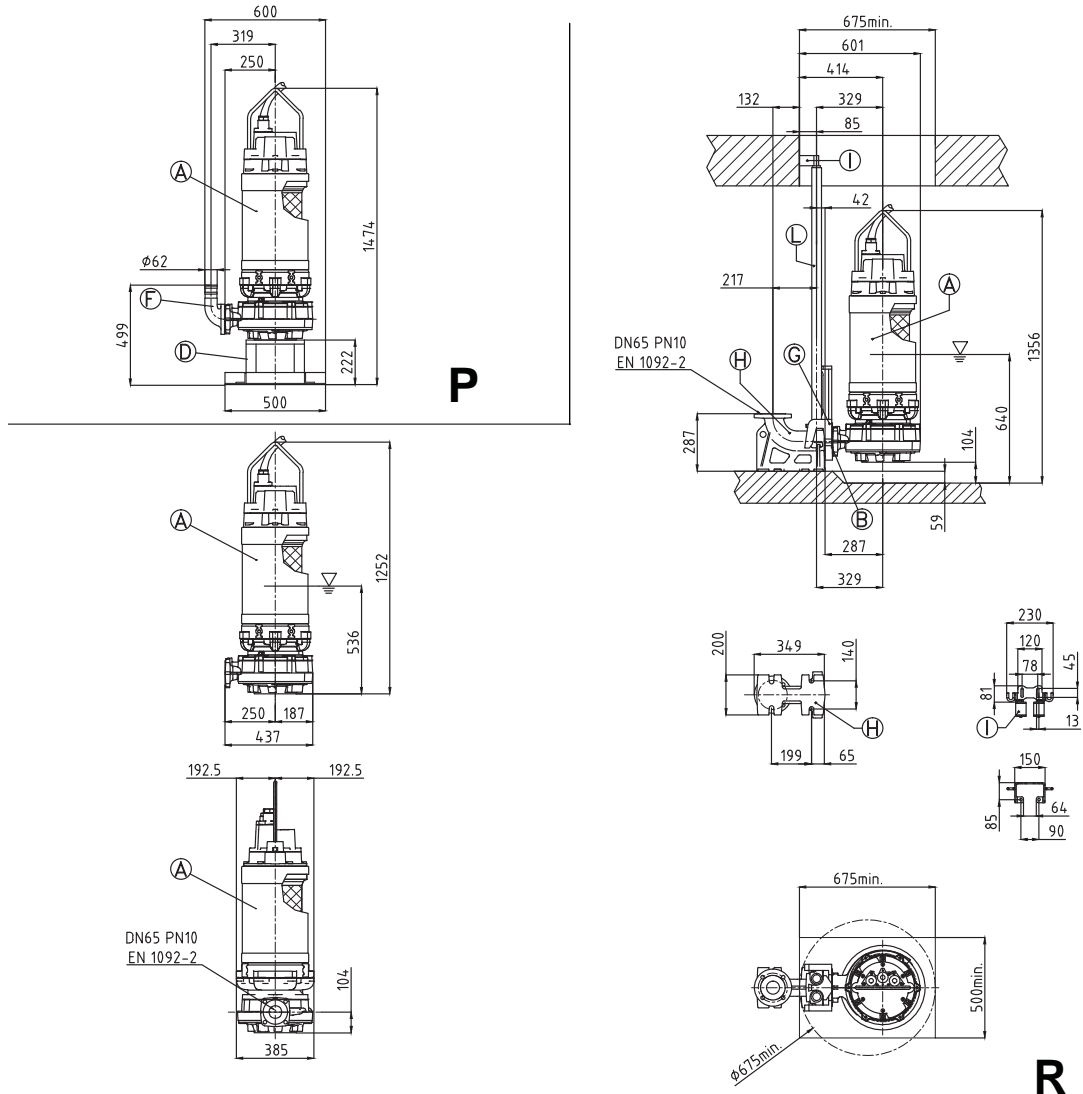 600
319
250
A
1474
ϕ62
F
499
D
222
500
P
A
1252
536
250
187
437
192.5
192.5
A
DN65 PN10
EN 1092-2
104
385
675min.
601
414
132
329
85
I
42
L
217
A
DN65 PN10
EN 1092-2
H
G
1356
640
104
287
B
59
287
329
200
349
140
H
199
65
230
120
78
45
81
I
13
150
85
64
90
675min.
500min.
ϕ675min.
R